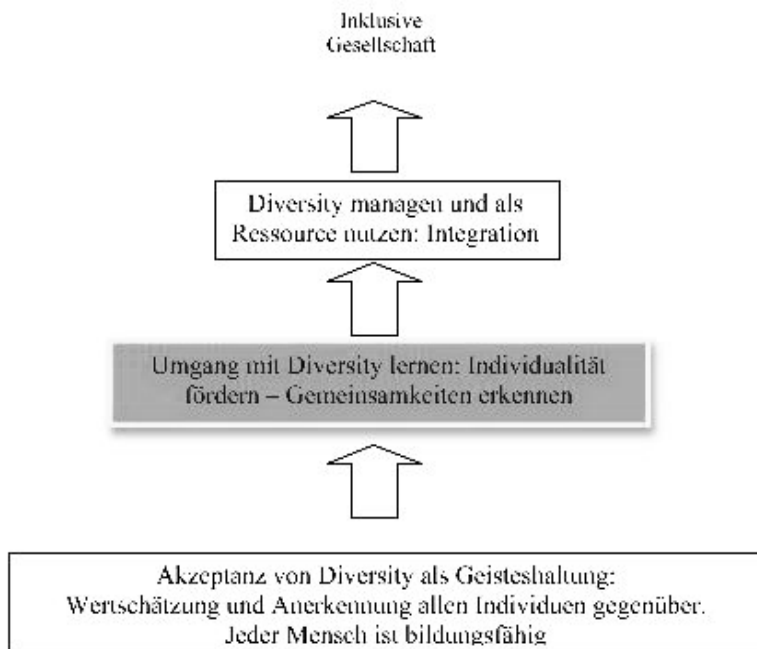 Inklusive
Gesellschaft
Diversity managen und als
Ressource nutzen: Integration
Umgang mit Diversity lernen: Individualität
fördern – Gemeinsamkeiten erkennen
Akzeptanz von Diversity als Geisteshaltung:
Wertschätzung und Anerkennung allen Individuen gegenüber.
Jeder Mensch ist bildungsfähig